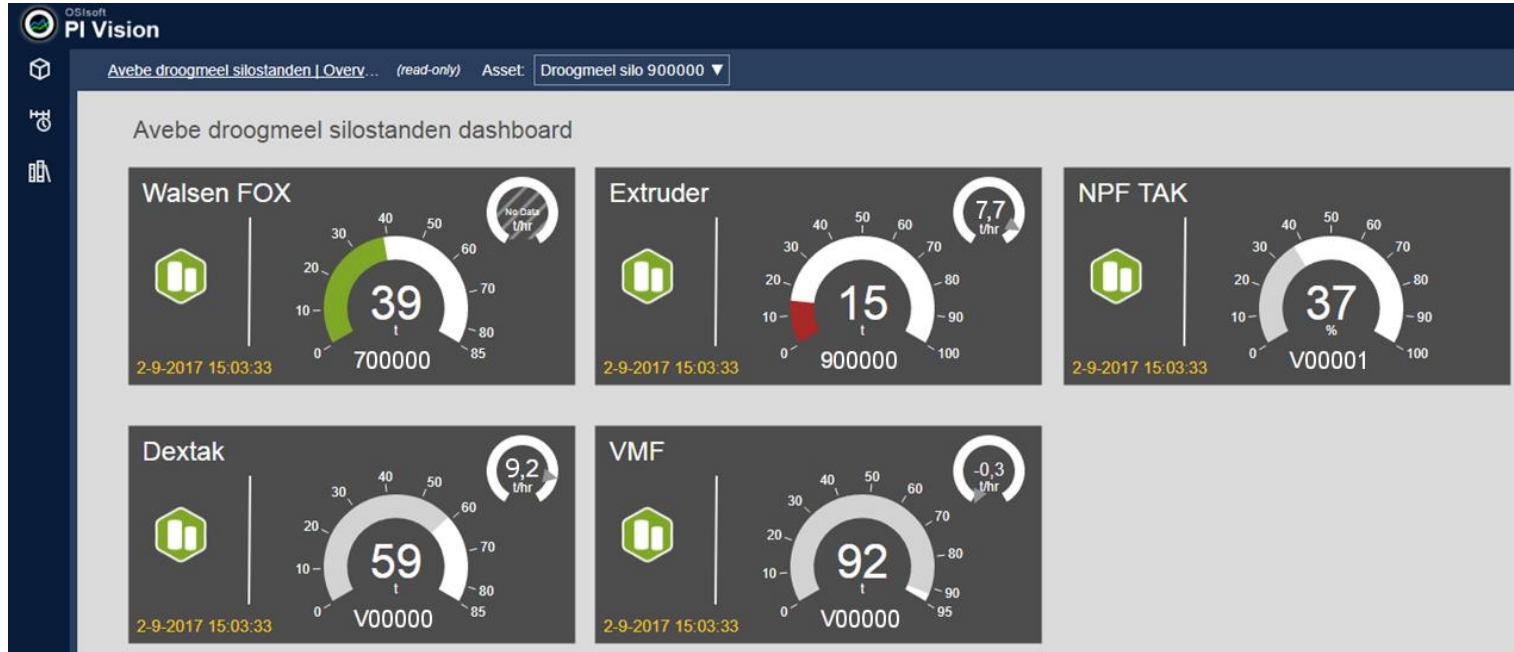 OSIsoft
PI Vision
Avebe droogmeel silostanden | Overv... (read-only) Asset: Droogmeel silo 900000 ▼
Avebe droogmeel silostanden dashboard
Walsen FOX
No Data
t/hr
0 10 20 30 40 50 60 70 80 85
39
t
700000
2-9-2017 15:03:33
Extruder
7,7
t/hr
0 10 20 30 40 50 60 70 80 90 100
15
t
900000
2-9-2017 15:03:33
NPF TAK
0 10 20 30 40 50 60 70 80 90 100
37
%
V00001
2-9-2017 15:03:33
Dextak
9,2
t/hr
0 10 20 30 40 50 60 70 80 85
59
t
V00000
2-9-2017 15:03:33
VMF
-0,3
t/hr
0 10 20 30 40 50 60 70 80 90 95
92
t
V00000
2-9-2017 15:03:33